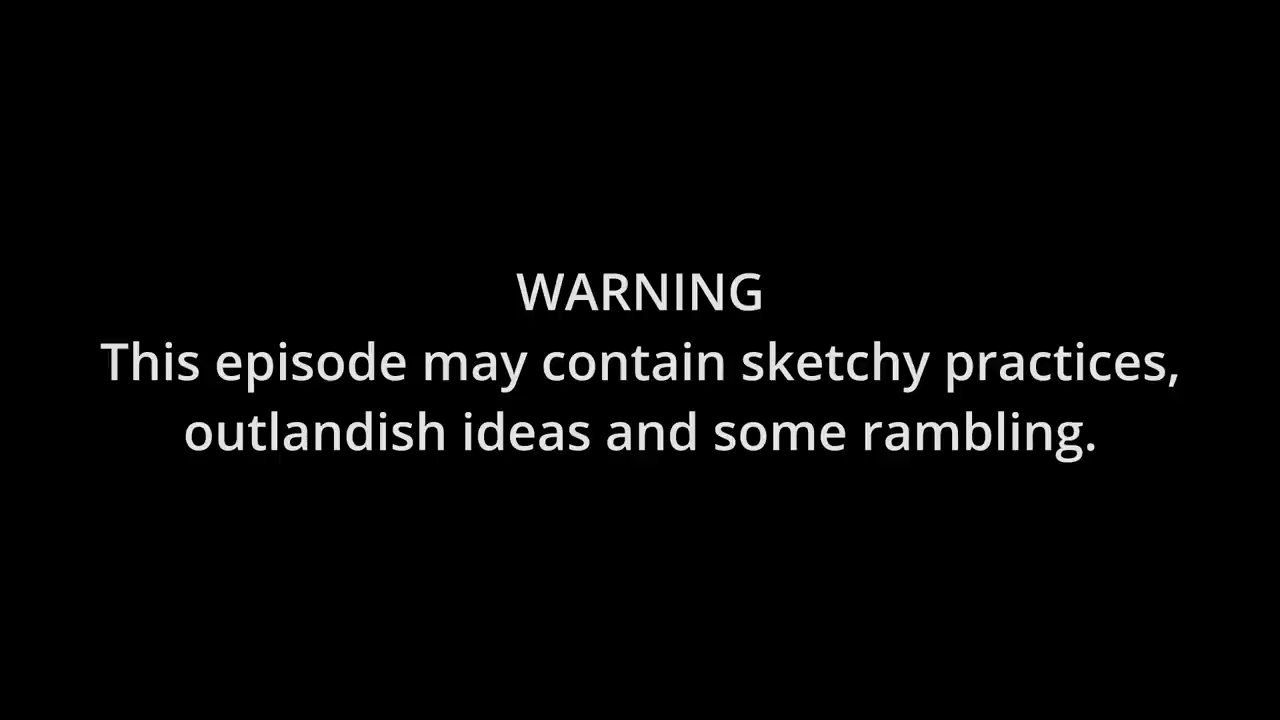 WARNING
This episode may contain sketchy practices,
outlandish ideas and some rambling.